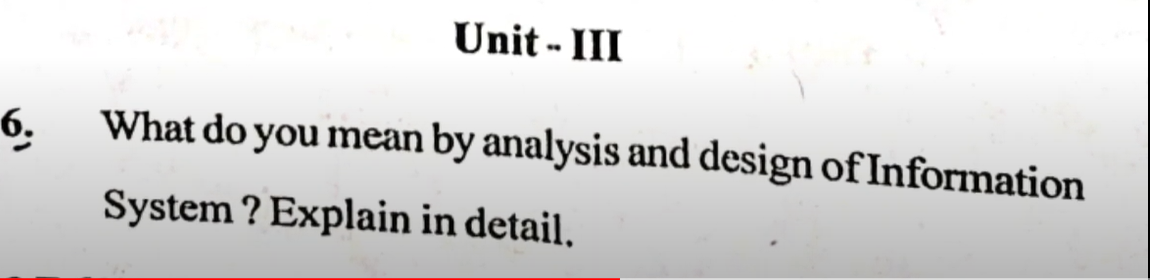 Unit - III
6. What do you mean by analysis and design of Information
System ? Explain in detail.